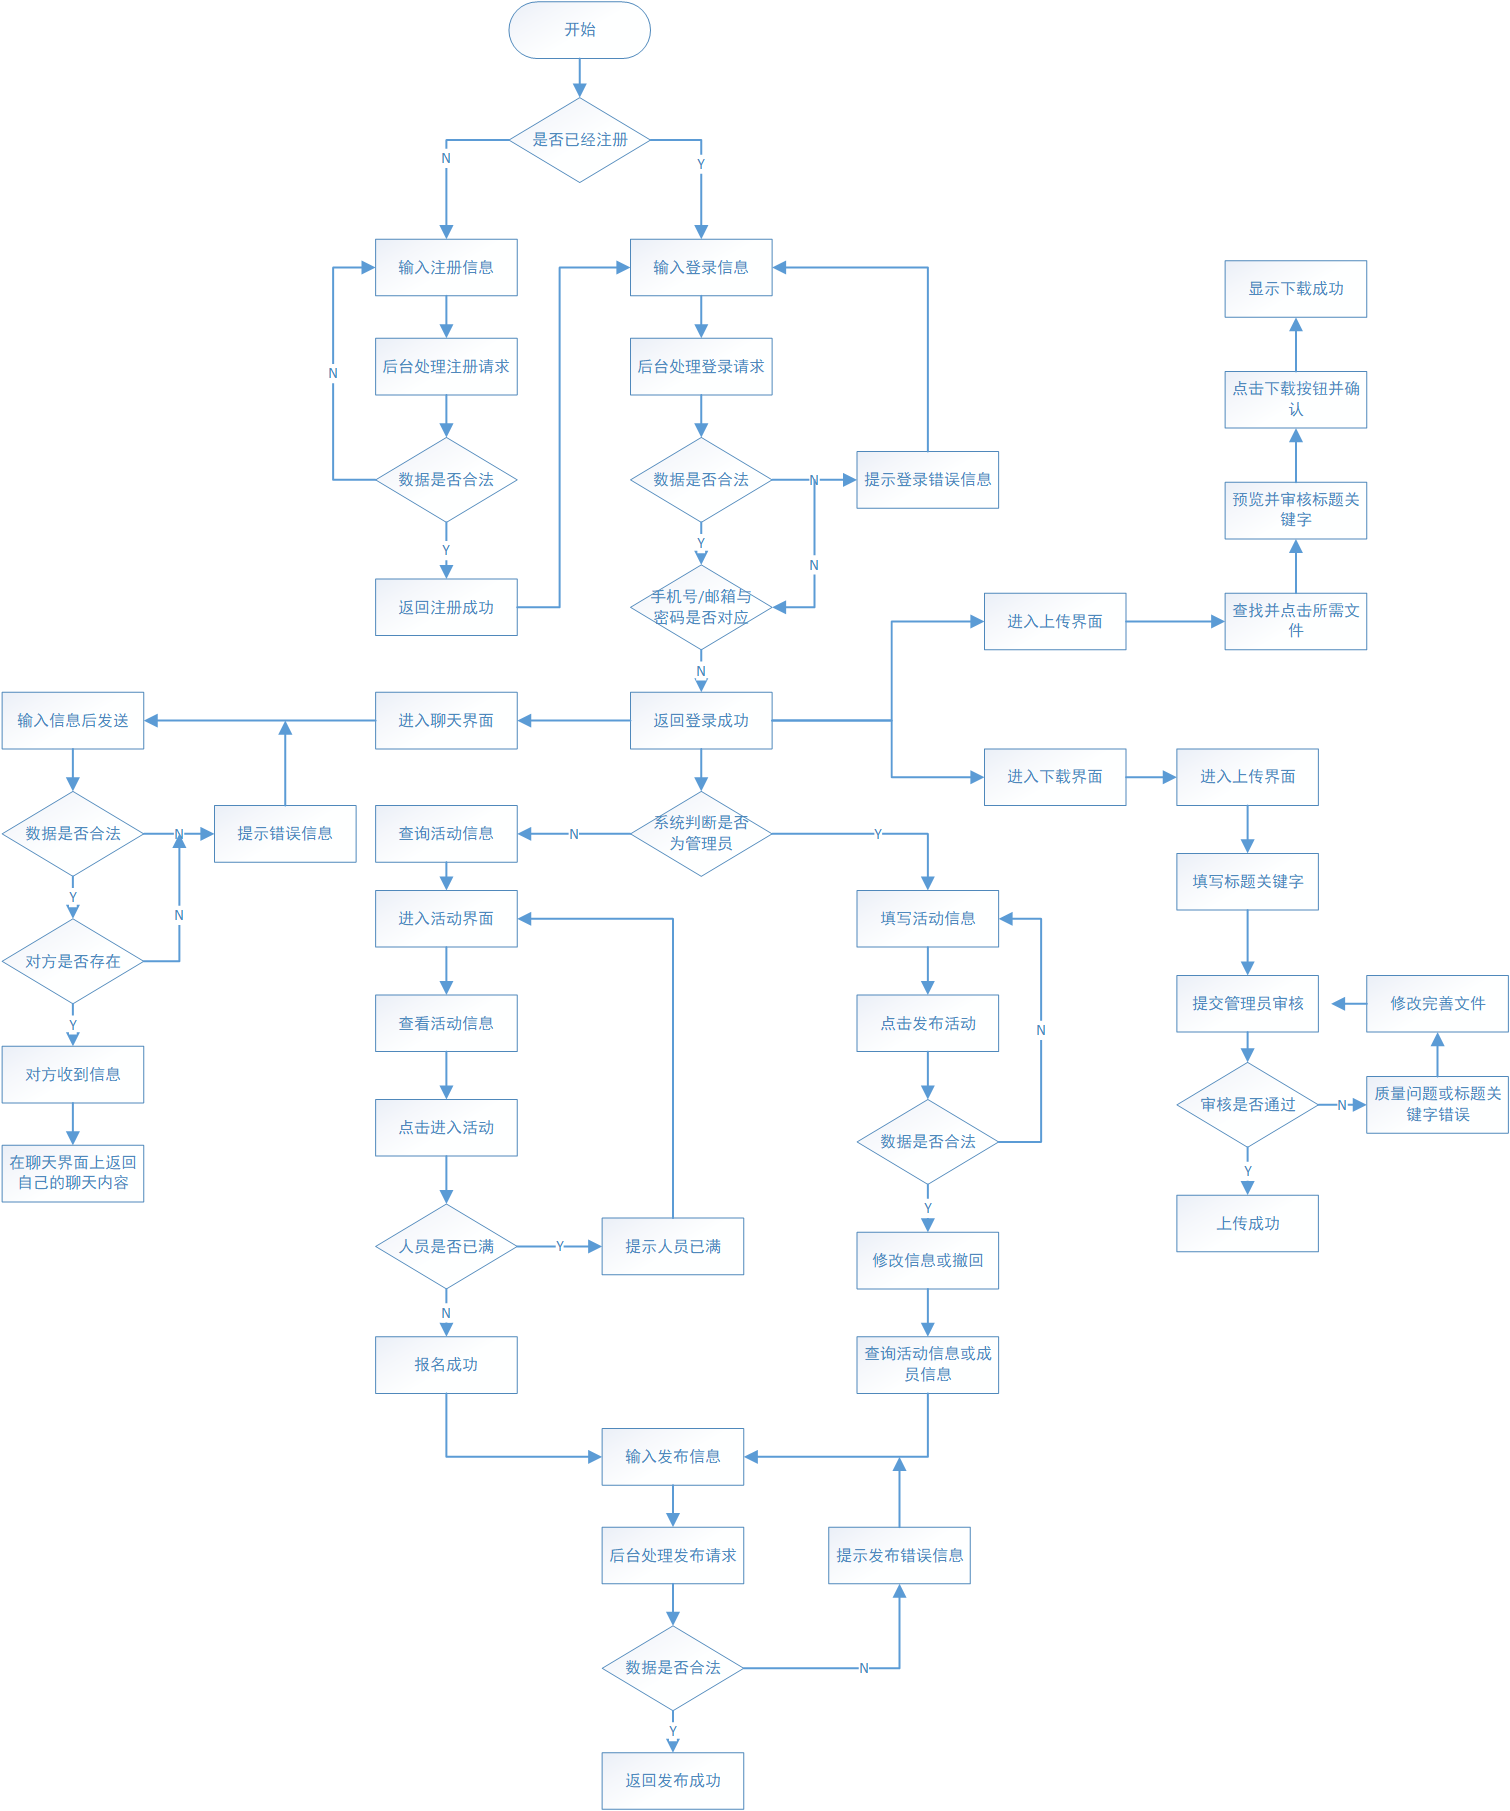 开始
是否已经注册
N
Y
输入注册信息
输入登录信息
显示下载成功
后台处理注册请求
后台处理登录请求
N
点击下载按钮并确
认
数据是否合法
数据是否合法
N
提示登录错误信息
预览并审核标题关
键字
Y
Y
N
返回注册成功
手机号/邮箱与
密码是否对应
进入上传界面
查找并点击所需文
件
N
输入信息后发送
进入聊天界面
返回登录成功
进入下载界面
进入上传界面
数据是否合法
N
提示错误信息
查询活动信息
N
系统判断是否
为管理员
Y
填写标题关键字
Y
N
进入活动界面
填写活动信息
对方是否存在
Y
查看活动信息
点击发布活动
N
提交管理员审核
修改完善文件
对方收到信息
点击进入活动
数据是否合法
审核是否通过
N
质量问题或标题关
键字错误
在聊天界面上返回
自己的聊天内容
Y
Y
上传成功
人员是否已满
Y
提示人员已满
修改信息或撤回
N
报名成功
查询活动信息或成
员信息
输入发布信息
后台处理发布请求
提示发布错误信息
数据是否合法
N
Y
返回发布成功